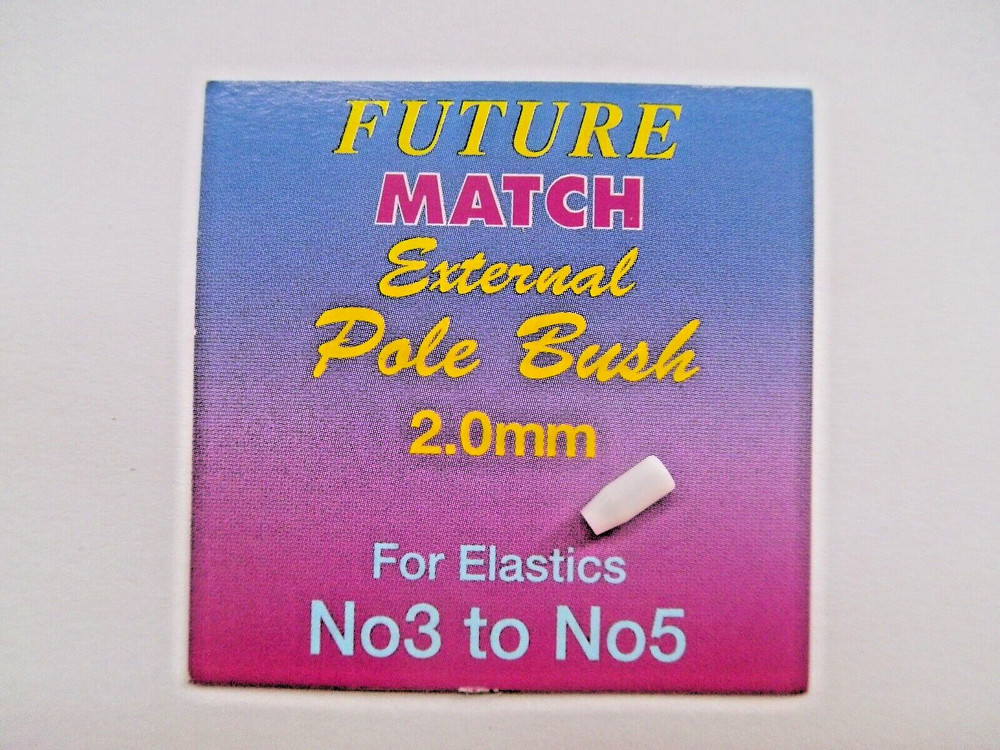 FUTURE
MATCH
External
Pole Bush
2.0mm
For Elastics
No3 to No5